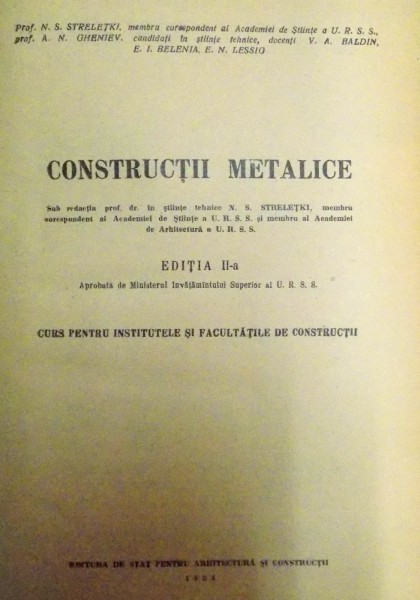 Prof. N. S. STRELEȚKI, membru corespondent al Academiei de Științe a U. R. S. S.,
prof. A. N. GHENIEV, candidați în științe tehnice, docenți V. A. BALDIN,
E. I. BELENIA, E. N. LESSIG
CONSTRUCȚII METALICE
Sub redacția prof. dr. în științe tehnice N. S. STRELEȚKI, membru
corespondent al Academiei de Științe a U. R. S. S. și membru al Academiei
de Arhitectură a U. R. S. S.
EDIȚIA II-a
Aprobată de Ministerul Învățămîntului Superior al U. R. S. S.
CURS PENTRU INSTITUTELE ȘI FACULTĂȚILE DE CONSTRUCȚII
EDITURA DE STAT PENTRU ARHITECTURĂ ȘI CONSTRUCȚII